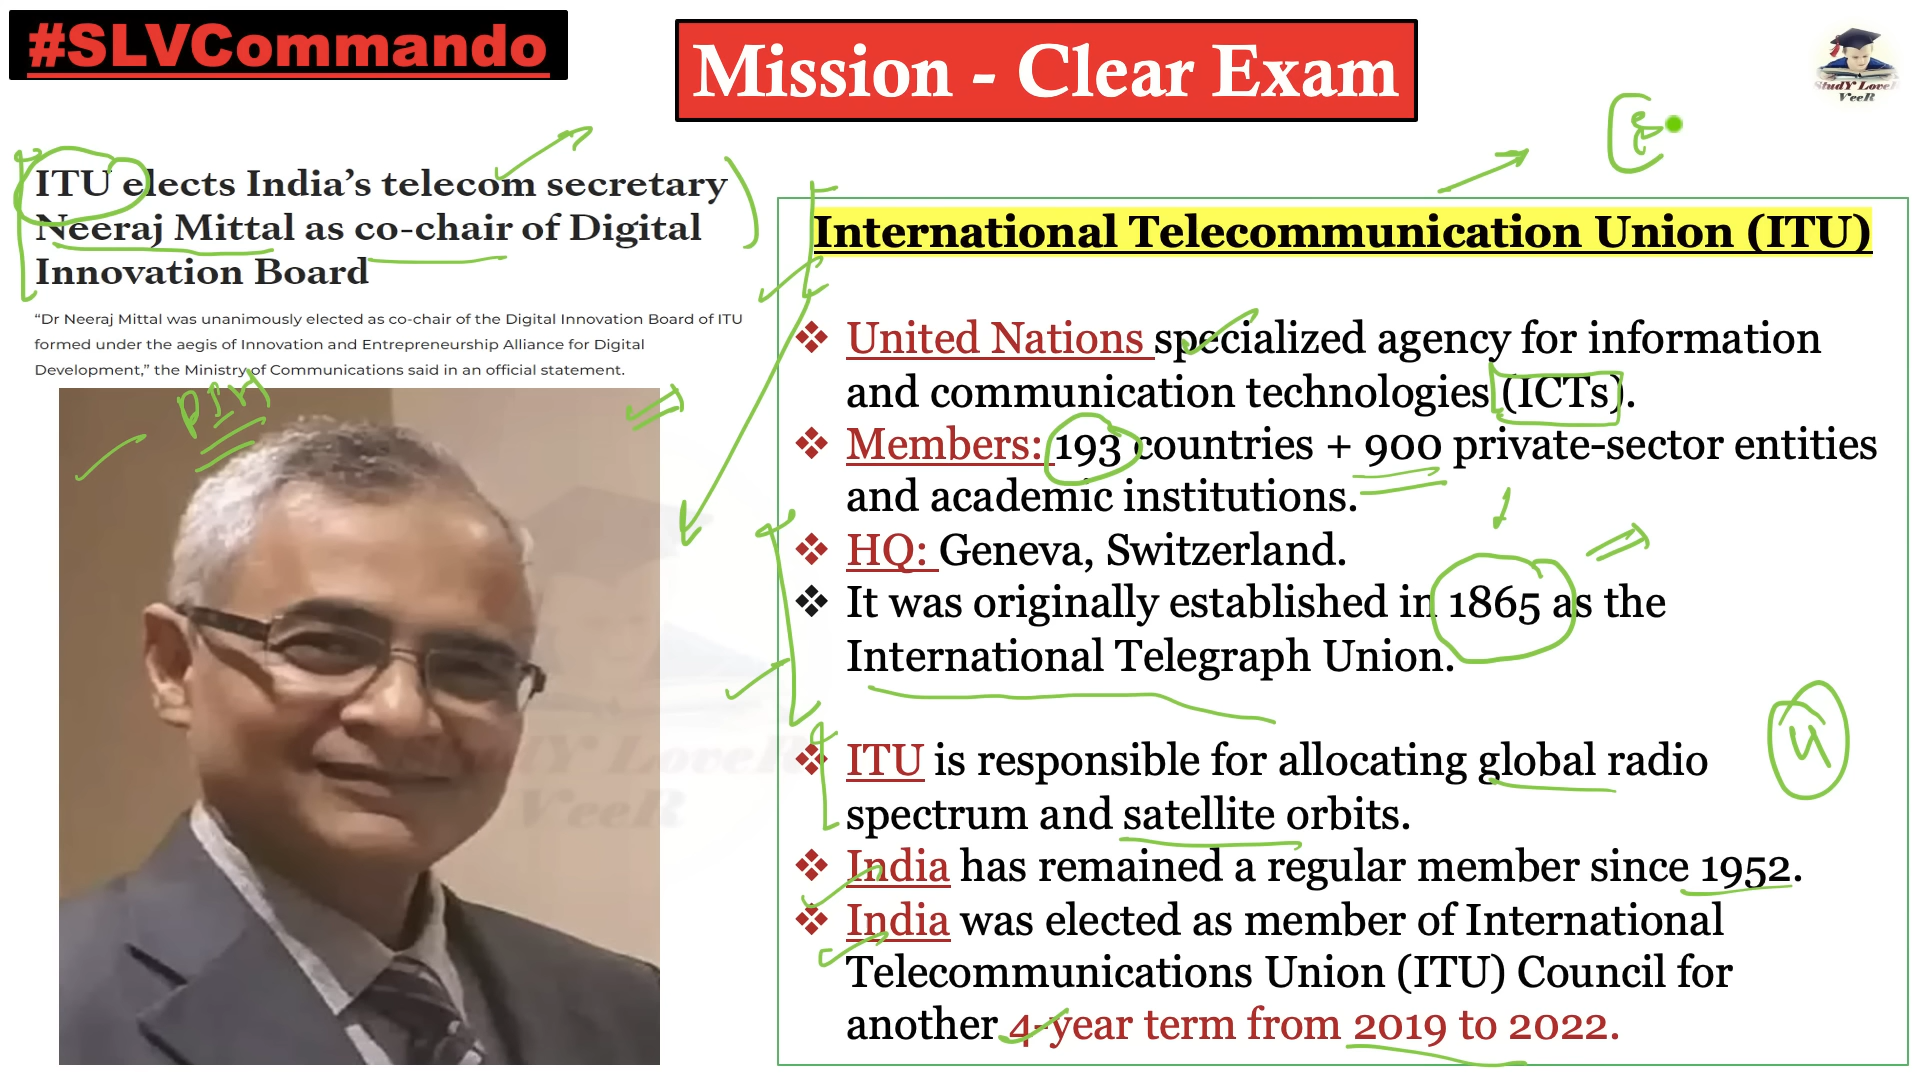 #SLVCommando
Mission - Clear Exam
StudY LoveR
VeeR
ITU elects India’s telecom secretary
Neeraj Mittal as co-chair of Digital
Innovation Board
“Dr Neeraj Mittal was unanimously elected as co-chair of the Digital Innovation Board of ITU
formed under the aegis of Innovation and Entrepreneurship Alliance for Digital
Development,” the Ministry of Communications said in an official statement.
StudY LoveR
VeeR
International Telecommunication Union (ITU)
❖ United Nations specialized agency for information
and communication technologies (ICTs).
❖ Members: 193 countries + 900 private-sector entities
and academic institutions.
❖ HQ: Geneva, Switzerland.
❖ It was originally established in 1865 as the
International Telegraph Union.
❖ ITU is responsible for allocating global radio
spectrum and satellite orbits.
❖ India has remained a regular member since 1952.
❖ India was elected as member of International
Telecommunications Union (ITU) Council for
another 4-year term from 2019 to 2022.